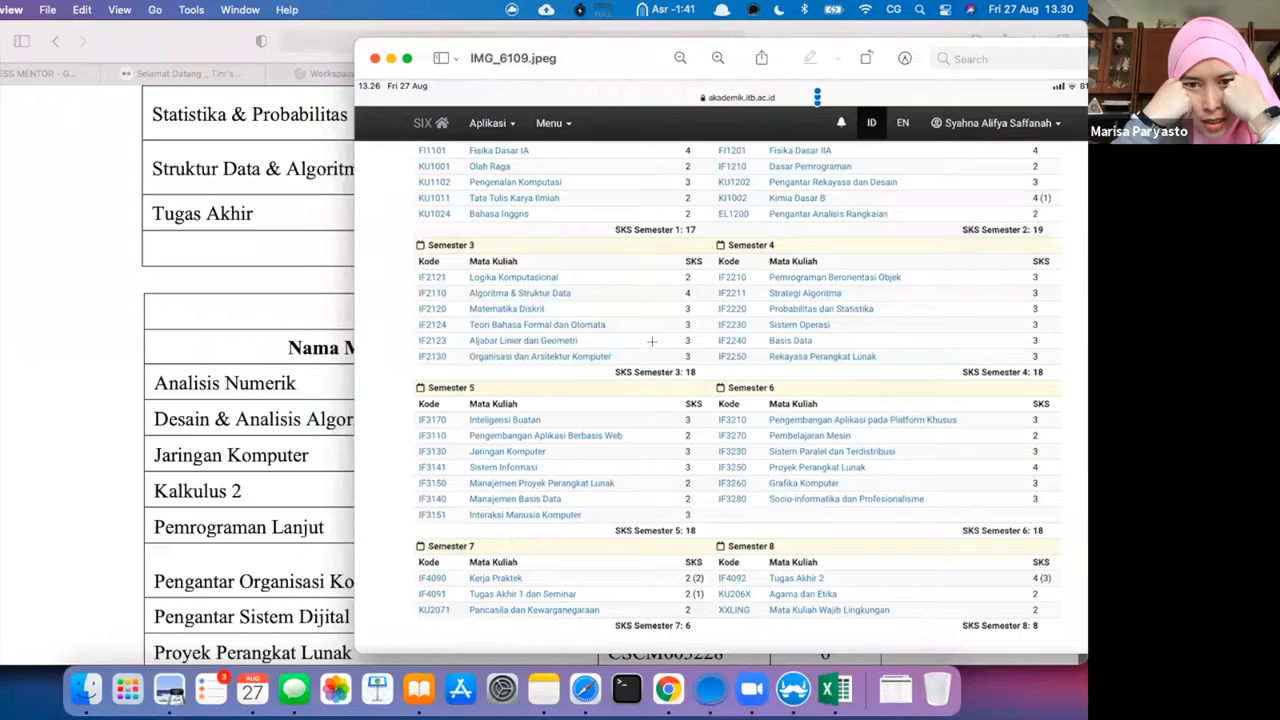 view File Edit View Go Tools Window Help Asr -1:41 CG Fri 27 Aug 13.30
ESS MENTOR - G... Selamat Datang _ Tim's... Workspac
IMG_6109.jpeg Search
13.26 Fri 27 Aug akademik.itb.ac.id 81
SIX Aplikasi Menu ID EN Syahna Alifya Saffanah
Marisa Paryasto
Statistika & Probabilitas
Struktur Data & Algoritm
Tugas Akhir
Nama M
Analisis Numerik
Desain & Analisis Algor
Jaringan Komputer
Kalkulus 2
Pemrograman Lanjut
Pengantar Organisasi Ko
Pengantar Sistem Dijital
Proyek Perangkat Lunak CSCM603228 6
FI1101 Fisika Dasar IA 4 FI1201 Fisika Dasar IIA 4
KU1001 Olah Raga 2 IF1210 Dasar Pemrograman 2
KU1102 Pengenalan Komputasi 3 KU1202 Pengantar Rekayasa dan Desain 3
KU1011 Tata Tulis Karya Ilmiah 2 KI1002 Kimia Dasar B 4 (1)
KU1024 Bahasa Inggris 2 EL1200 Pengantar Analisis Rangkaian 2
SKS Semester 1: 17 SKS Semester 2: 19
Semester 3 Semester 4
Kode Mata Kuliah SKS Kode Mata Kuliah SKS
IF2121 Logika Komputasional 2 IF2210 Pemrograman Berorientasi Objek 3
IF2110 Algoritma & Struktur Data 4 IF2211 Strategi Algoritma 3
IF2120 Matematika Diskrit 3 IF2220 Probabilitas dan Statistika 3
IF2124 Teori Bahasa Formal dan Otomata 3 IF2230 Sistem Operasi 3
IF2123 Aljabar Linier dan Geometri 3 IF2240 Basis Data 3
IF2130 Organisasi dan Arsitektur Komputer 3 IF2250 Rekayasa Perangkat Lunak 3
SKS Semester 3: 18 SKS Semester 4: 18
Semester 5 Semester 6
Kode Mata Kuliah SKS Kode Mata Kuliah SKS
IF3170 Inteligensi Buatan 3 IF3210 Pengembangan Aplikasi pada Platform Khusus 3
IF3110 Pengembangan Aplikasi Berbasis Web 2 IF3270 Pembelajaran Mesin 2
IF3130 Jaringan Komputer 3 IF3230 Sistem Paralel dan Terdistribusi 3
IF3141 Sistem Informasi 3 IF3250 Proyek Perangkat Lunak 4
IF3150 Manajemen Proyek Perangkat Lunak 2 IF3260 Grafika Komputer 3
IF3140 Manajemen Basis Data 2 IF3280 Socio-informatika dan Profesionalisme 3
IF3151 Interaksi Manusia Komputer 3
SKS Semester 5: 18 SKS Semester 6: 18
Semester 7 Semester 8
Kode Mata Kuliah SKS Kode Mata Kuliah SKS
IF4090 Kerja Praktek 2 (2) IF4092 Tugas Akhir 2 4 (3)
IF4091 Tugas Akhir 1 dan Seminar 2 (1) KU206X Agama dan Etika 2
KU2071 Pancasila dan Kewarganegaraan 2 XXLING Mata Kuliah Wajib Lingkungan 2
SKS Semester 7: 6 SKS Semester 8: 8
AUG
27